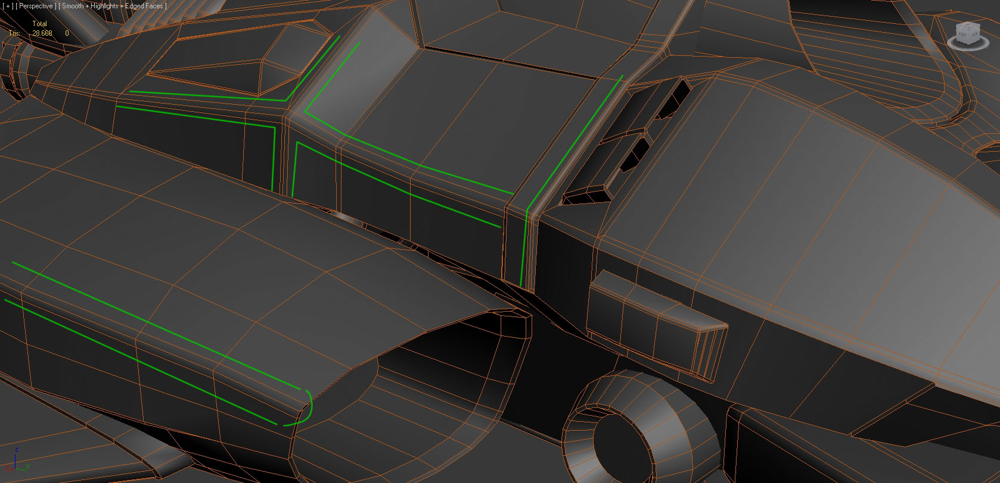 [ + ] [ Perspective ] [ Smooth + Highlights + Edged Faces ]
Total
Tris: 28.668 0
z
y